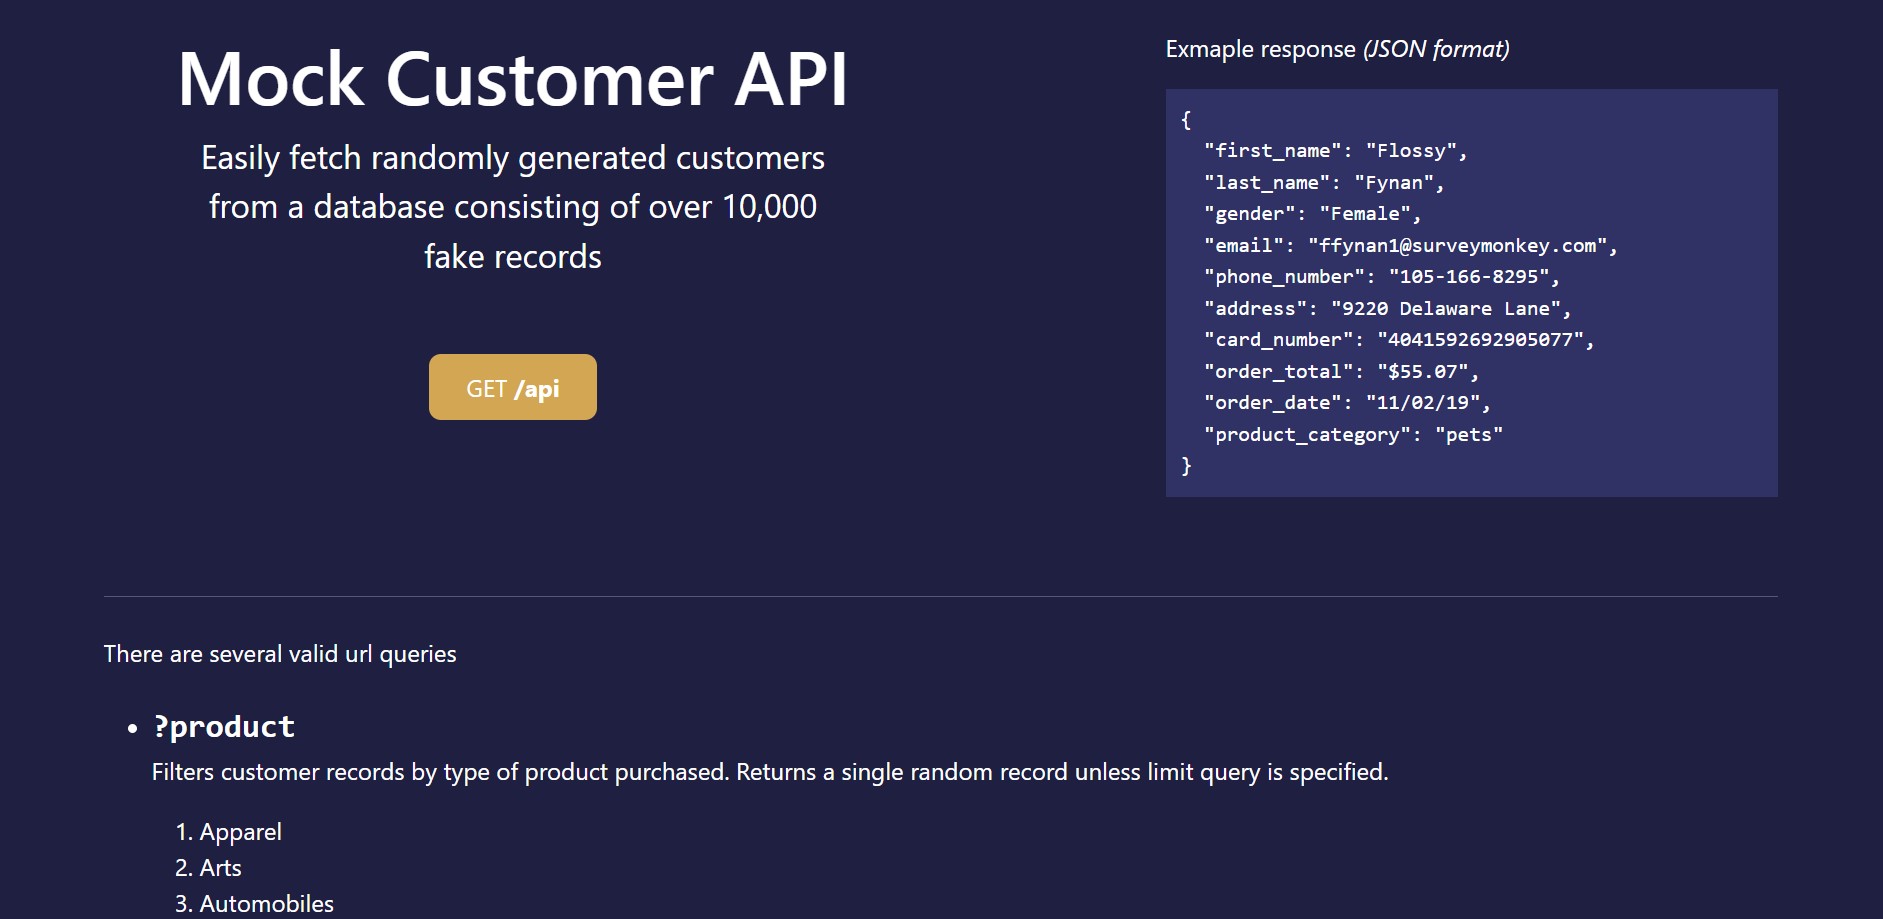 Mock Customer API
Easily fetch randomly generated customers
from a database consisting of over 10,000
fake records
GET /api
Exmaple response (JSON format)
{
"first_name": "Flossy",
"last_name": "Fynan",
"gender": "Female",
"email": "ffynan1@surveymonkey.com",
"phone_number": "105-166-8295",
"address": "9220 Delaware Lane",
"card_number": "4041592692905077",
"order_total": "$55.07",
"order_date": "11/02/19",
"product_category": "pets"
}
There are several valid url queries
• ?product
Filters customer records by type of product purchased. Returns a single random record unless limit query is specified.
1. Apparel
2. Arts
3. Automobiles